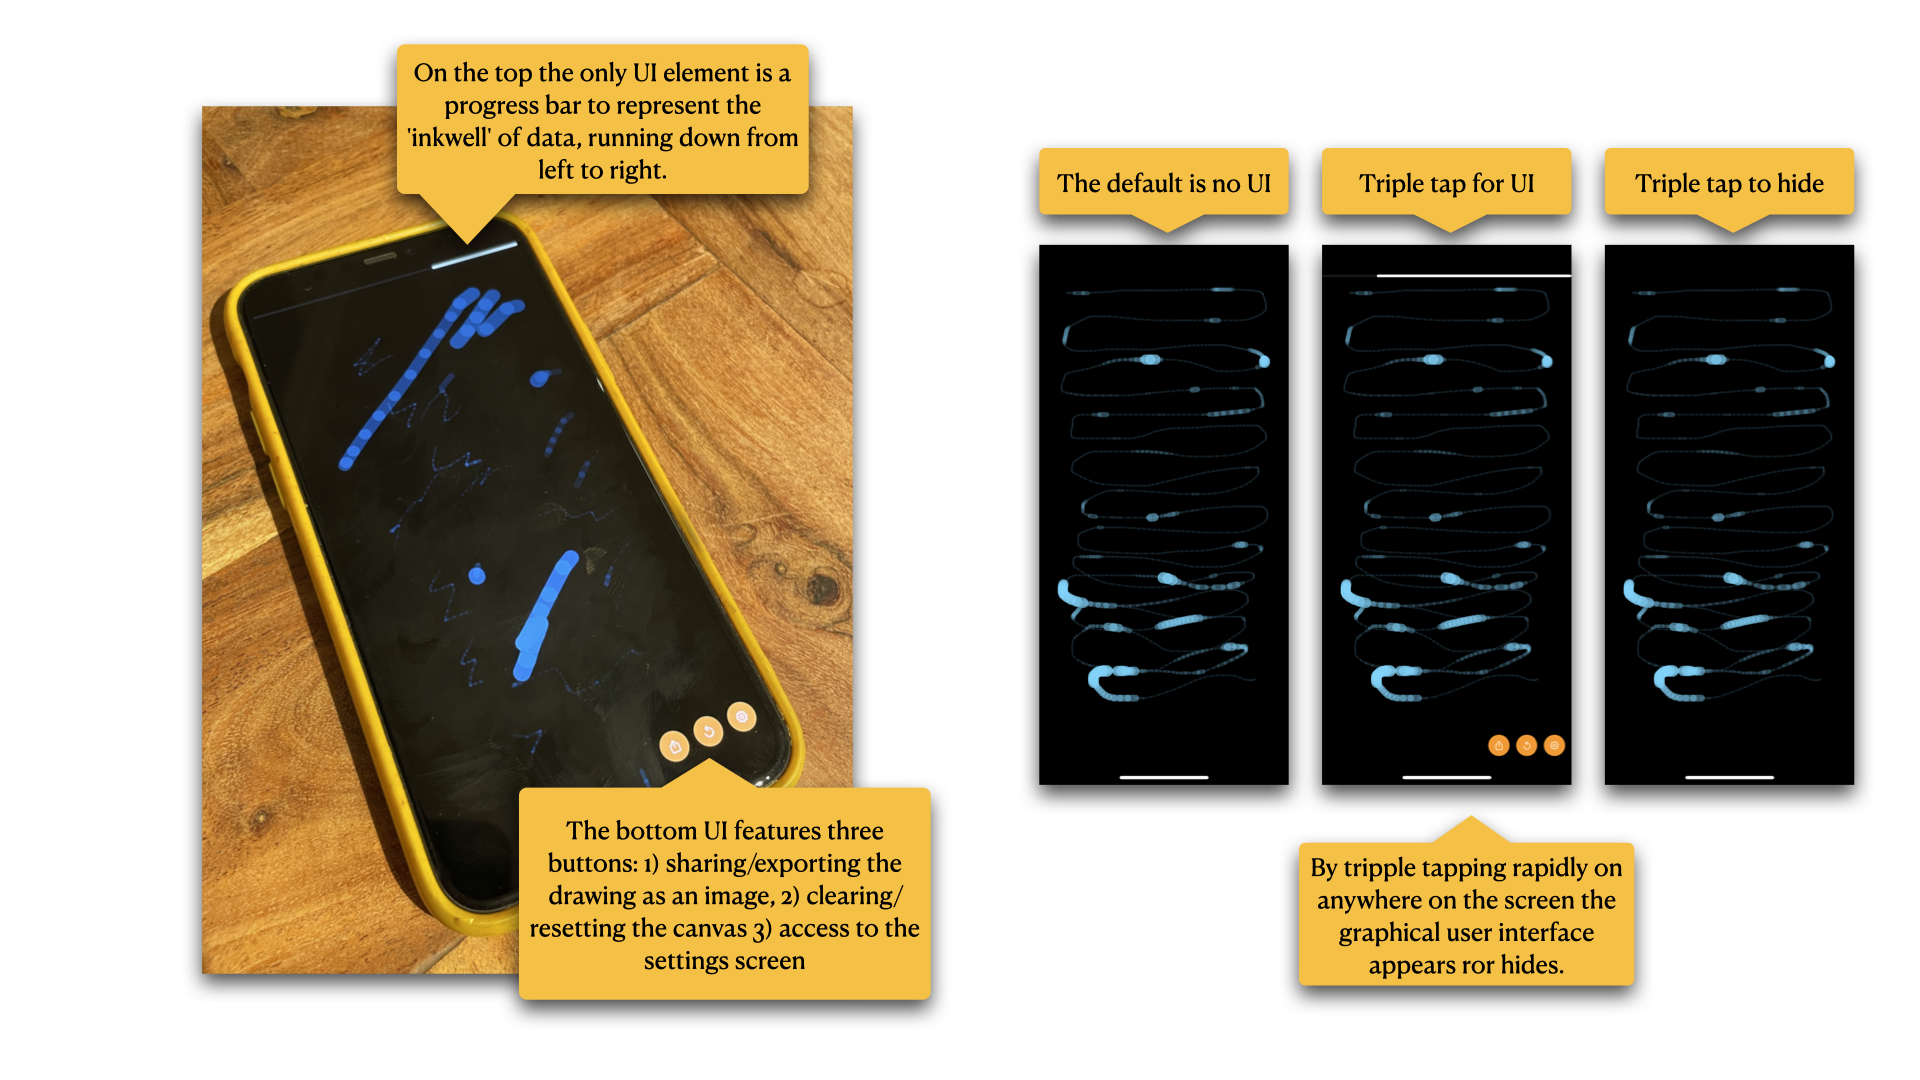 On the top the only UI element is a
progress bar to represent the
'inkwell' of data, running down from
left to right.
The bottom UI features three
buttons: 1) sharing/exporting the
drawing as an image, 2) clearing/
resetting the canvas 3) access to the
settings screen
The default is no UI
Triple tap for UI
Triple tap to hide
By tripple tapping rapidly on
anywhere on the screen the
graphical user interface
appears ror hides.